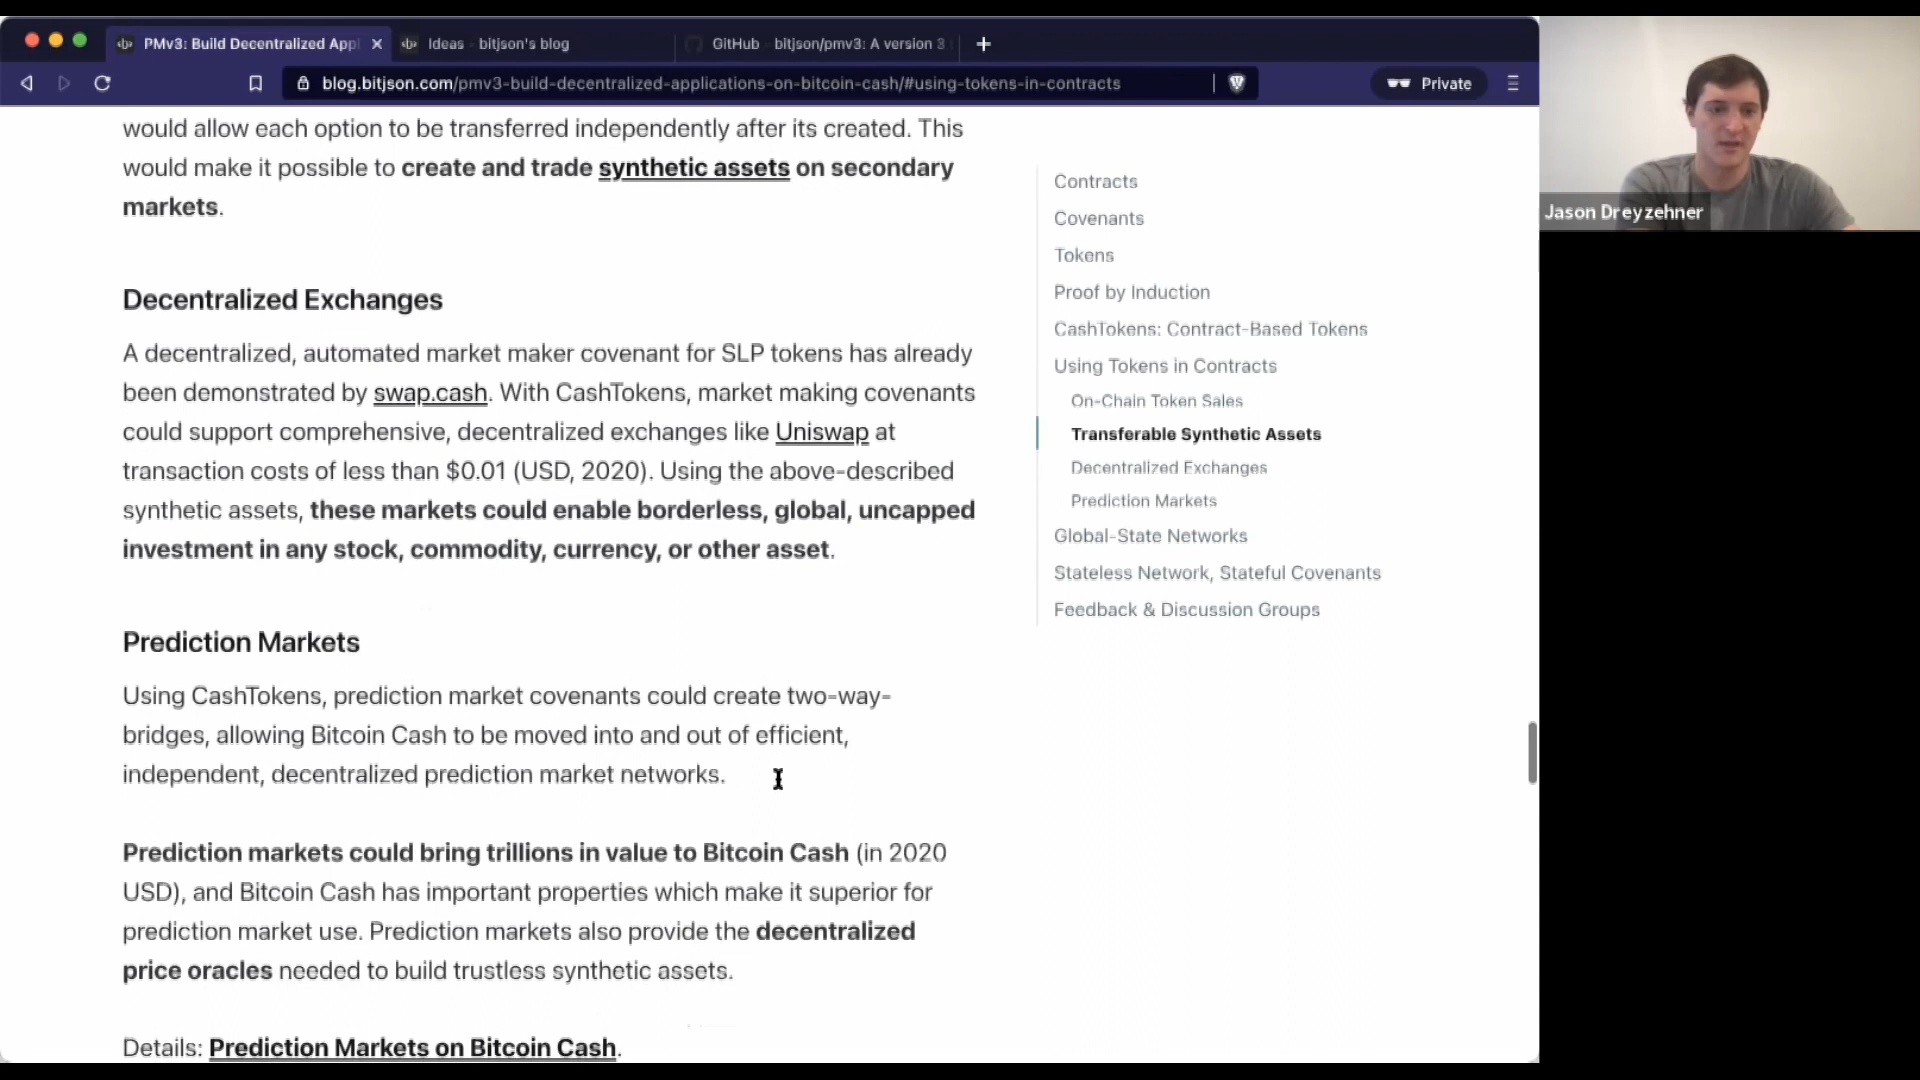 PMv3: Build Decentralized Appl
Ideas - bitjson's blog
GitHub - bitjson/pmv3: A version 3
blog.bitjson.com/pmv3-build-decentralized-applications-on-bitcoin-cash/#using-tokens-in-contracts
Private
would allow each option to be transferred independently after its created. This
would make it possible to create and trade synthetic assets on secondary
markets.
Decentralized Exchanges
A decentralized, automated market maker covenant for SLP tokens has already
been demonstrated by swap.cash. With CashTokens, market making covenants
could support comprehensive, decentralized exchanges like Uniswap at
transaction costs of less than $0.01 (USD, 2020). Using the above-described
synthetic assets, these markets could enable borderless, global, uncapped
investment in any stock, commodity, currency, or other asset.
Prediction Markets
Using CashTokens, prediction market covenants could create two-way-
bridges, allowing Bitcoin Cash to be moved into and out of efficient,
independent, decentralized prediction market networks.
Prediction markets could bring trillions in value to Bitcoin Cash (in 2020
USD), and Bitcoin Cash has important properties which make it superior for
prediction market use. Prediction markets also provide the decentralized
price oracles needed to build trustless synthetic assets.
Details: Prediction Markets on Bitcoin Cash.
Contracts
Covenants
Tokens
Proof by Induction
CashTokens: Contract-Based Tokens
Using Tokens in Contracts
On-Chain Token Sales
Transferable Synthetic Assets
Decentralized Exchanges
Prediction Markets
Global-State Networks
Stateless Network, Stateful Covenants
Feedback & Discussion Groups
Jason Dreyzehner